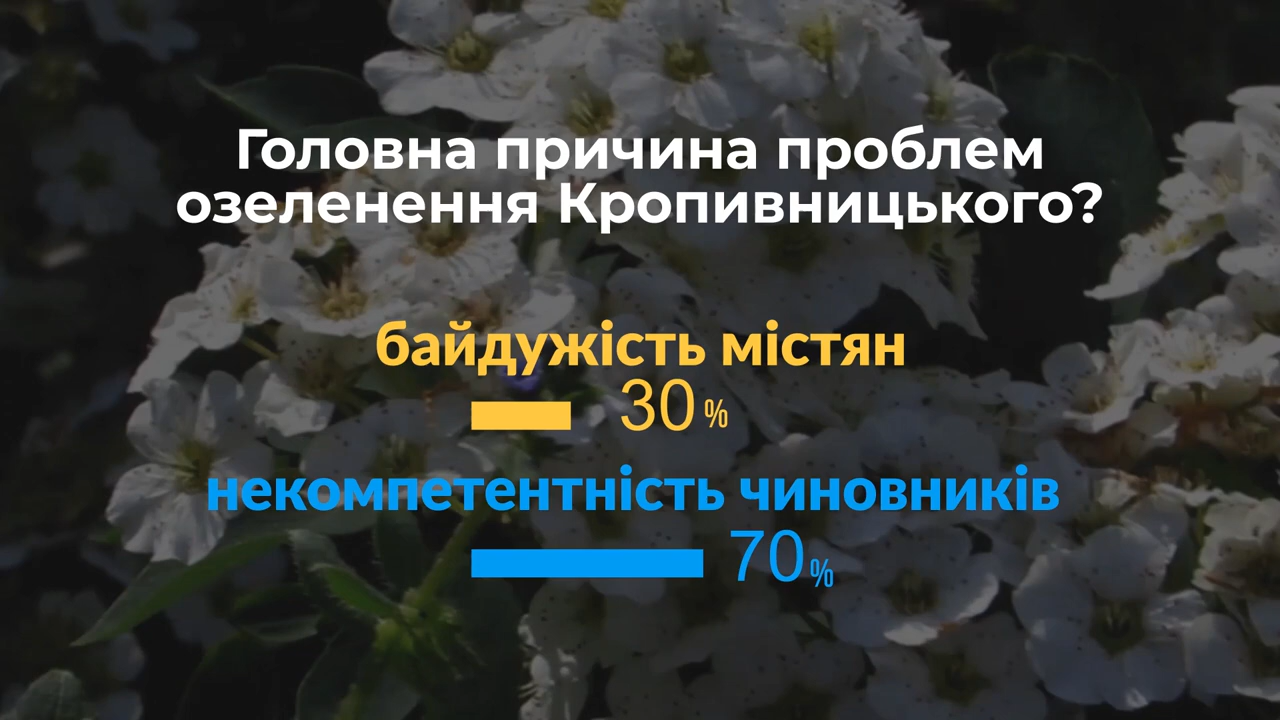 Головна причина проблем
озеленення Кропивницького?
байдужість містян
30%
некомпетентність чиновників
70%